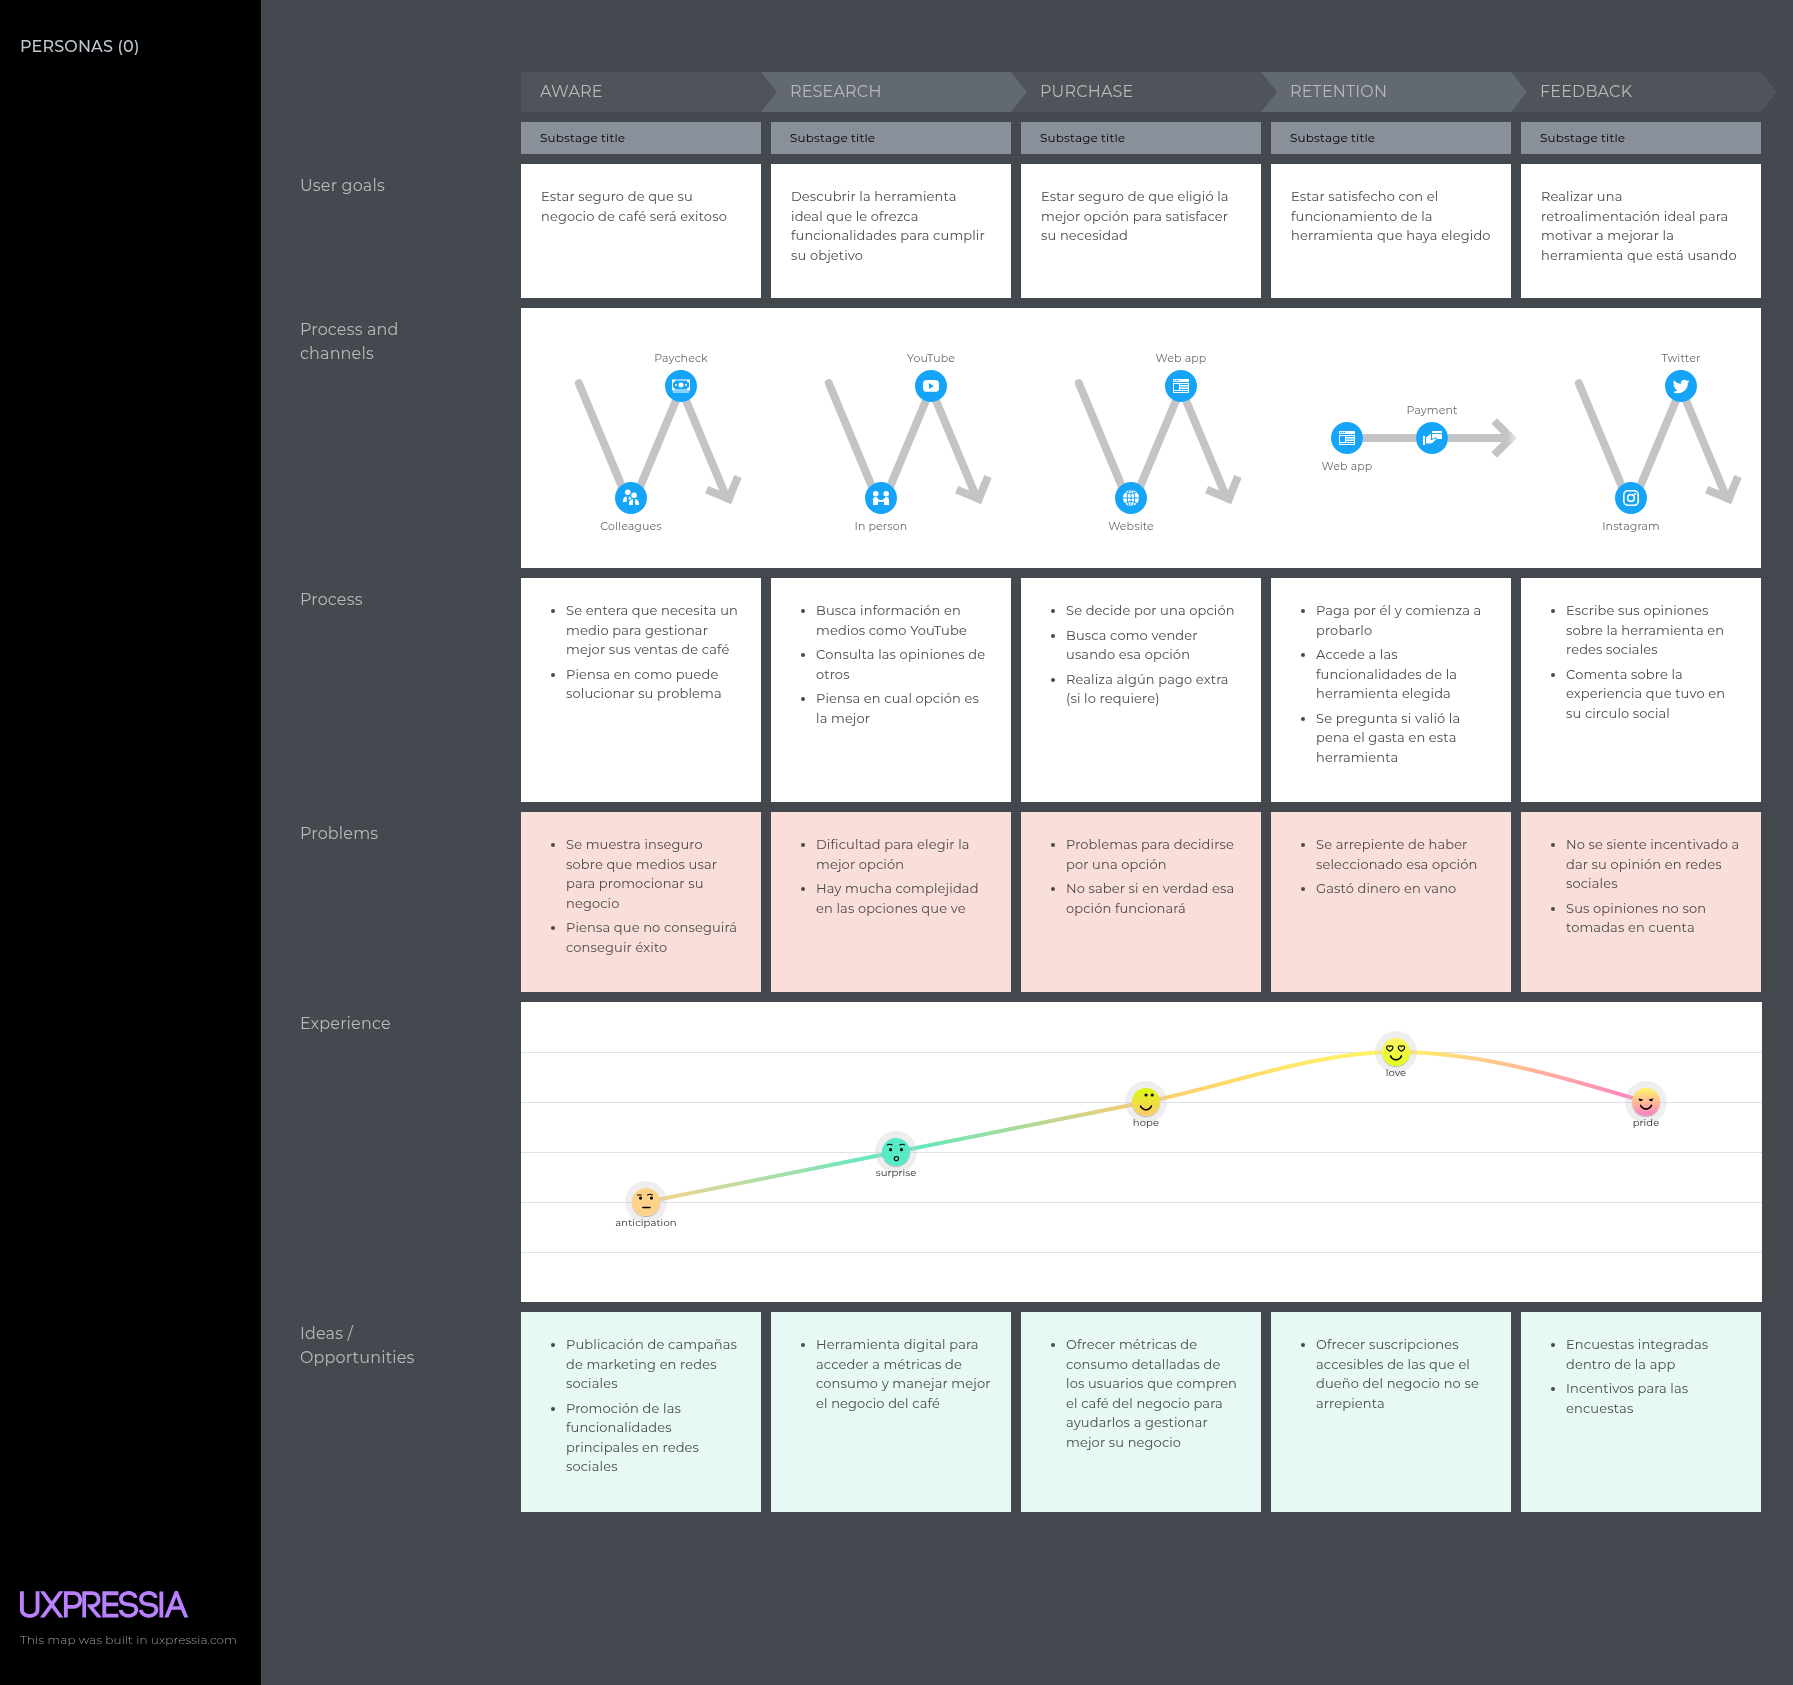 PERSONAS (0)
AWARE
RESEARCH
PURCHASE
RETENTION
FEEDBACK
Substage title
Substage title
Substage title
Substage title
Substage title
User goals
Estar seguro de que su
negocio de café será exitoso
Descubrir la herramienta
ideal que le ofrezca
funcionalidades para cumplir
su objetivo
Estar seguro de que eligió la
mejor opción para satisfacer
su necesidad
Estar satisfecho con el
funcionamiento de la
herramienta que haya elegido
Realizar una
retroalimentación ideal para
motivar a mejorar la
herramienta que está usando
Process and
channels
Paycheck
Colleagues
YouTube
In person
Web app
Website
Payment
Web app
Twitter
Instagram
Process
• Se entera que necesita un
medio para gestionar
mejor sus ventas de café
• Piensa en como puede
solucionar su problema
• Busca información en
medios como YouTube
• Consulta las opiniones de
otros
• Piensa en cual opción es
la mejor
• Se decide por una opción
• Busca como vender
usando esa opción
• Realiza algún pago extra
(si lo requiere)
• Paga por él y comienza a
probarlo
• Accede a las
funcionalidades de la
herramienta elegida
• Se pregunta si valió la
pena el gasta en esta
herramienta
• Escribe sus opiniones
sobre la herramienta en
redes sociales
• Comenta sobre la
experiencia que tuvo en
su circulo social
Problems
• Se muestra inseguro
sobre que medios usar
para promocionar su
negocio
• Piensa que no conseguirá
conseguir éxito
• Dificultad para elegir la
mejor opción
• Hay mucha complejidad
en las opciones que ve
• Problemas para decidirse
por una opción
• No saber si en verdad esa
opción funcionará
• Se arrepiente de haber
seleccionado esa opción
• Gastó dinero en vano
• No se siente incentivado a
dar su opinión en redes
sociales
• Sus opiniones no son
tomadas en cuenta
Experience
anticipation
surprise
hope
love
pride
Ideas /
Opportunities
• Publicación de campañas
de marketing en redes
sociales
• Promoción de las
funcionalidades
principales en redes
sociales
• Herramienta digital para
acceder a métricas de
consumo y manejar mejor
el negocio del café
• Ofrecer métricas de
consumo detalladas de
los usuarios que compren
el café del negocio para
ayudarlos a gestionar
mejor su negocio
• Ofrecer suscripciones
accesibles de las que el
dueño del negocio no se
arrepienta
• Encuestas integradas
dentro de la app
• Incentivos para las
encuestas
UXPRESSIA
This map was built in uxpressia.com